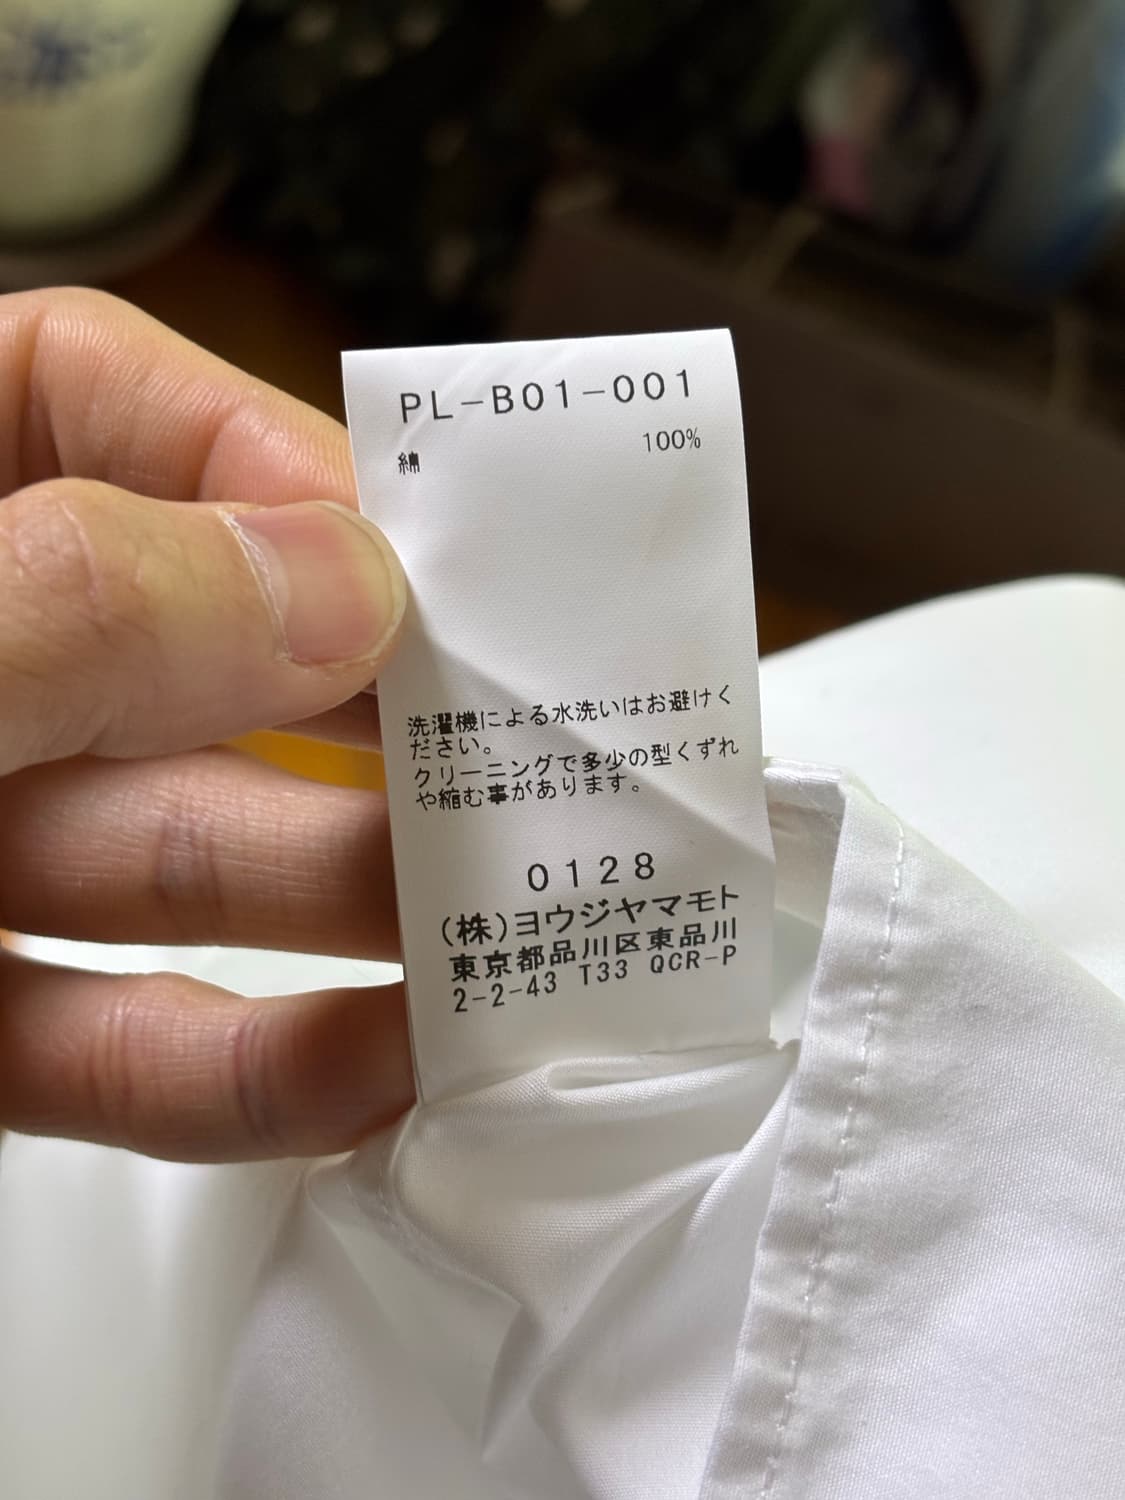 PL-B01-001
綿 100%
洗濯機による水洗いはお避けく
ださい。
クリーニングで多少の型くずれ
や縮む事があります。
0128
(株)ヨウジヤマモト
東京都品川区東品川
2-2-43 T33 QCR-P